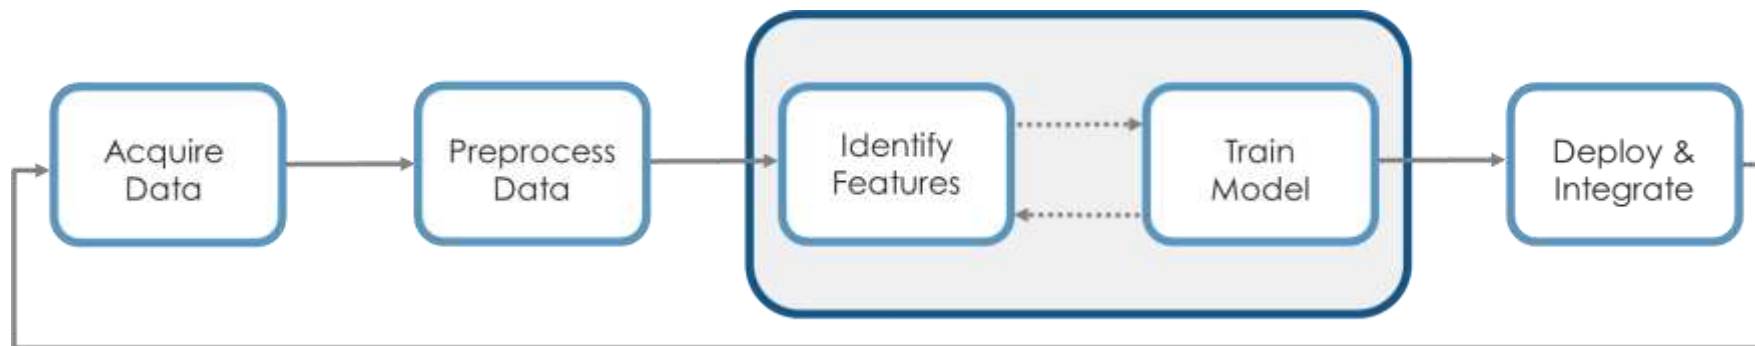 Acquire
Data
Preprocess
Data
Identify
Features
Train
Model
Deploy &
Integrate